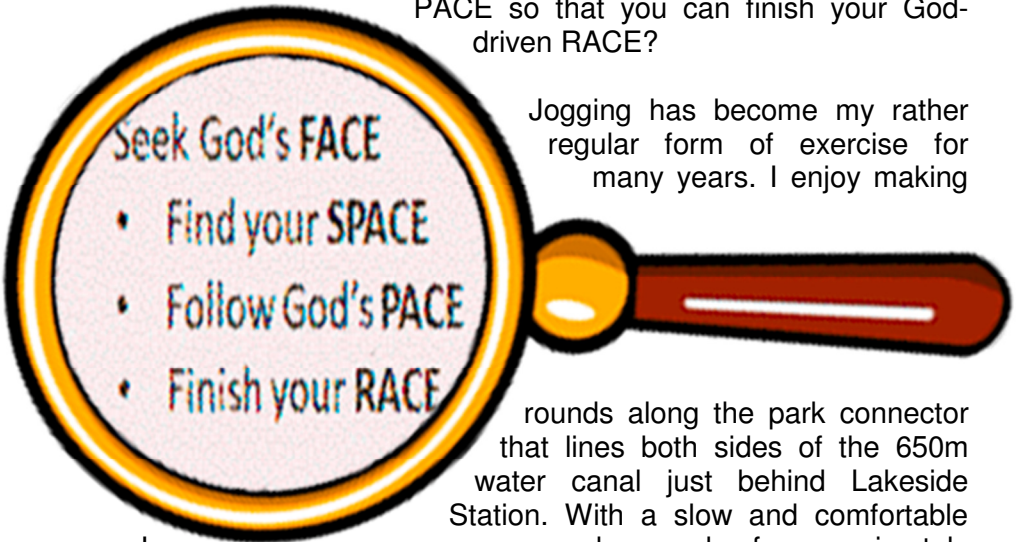 PACE so that you can finish your God-
driven RACE?
Jogging has become my rather
regular form of exercise for
many years. I enjoy making
Seek God's FACE
• Find your SPACE
• Follow God's PACE
• Finish your RACE
rounds along the park connector
that lines both sides of the 650m
water canal just behind Lakeside
Station. With a slow and comfortable